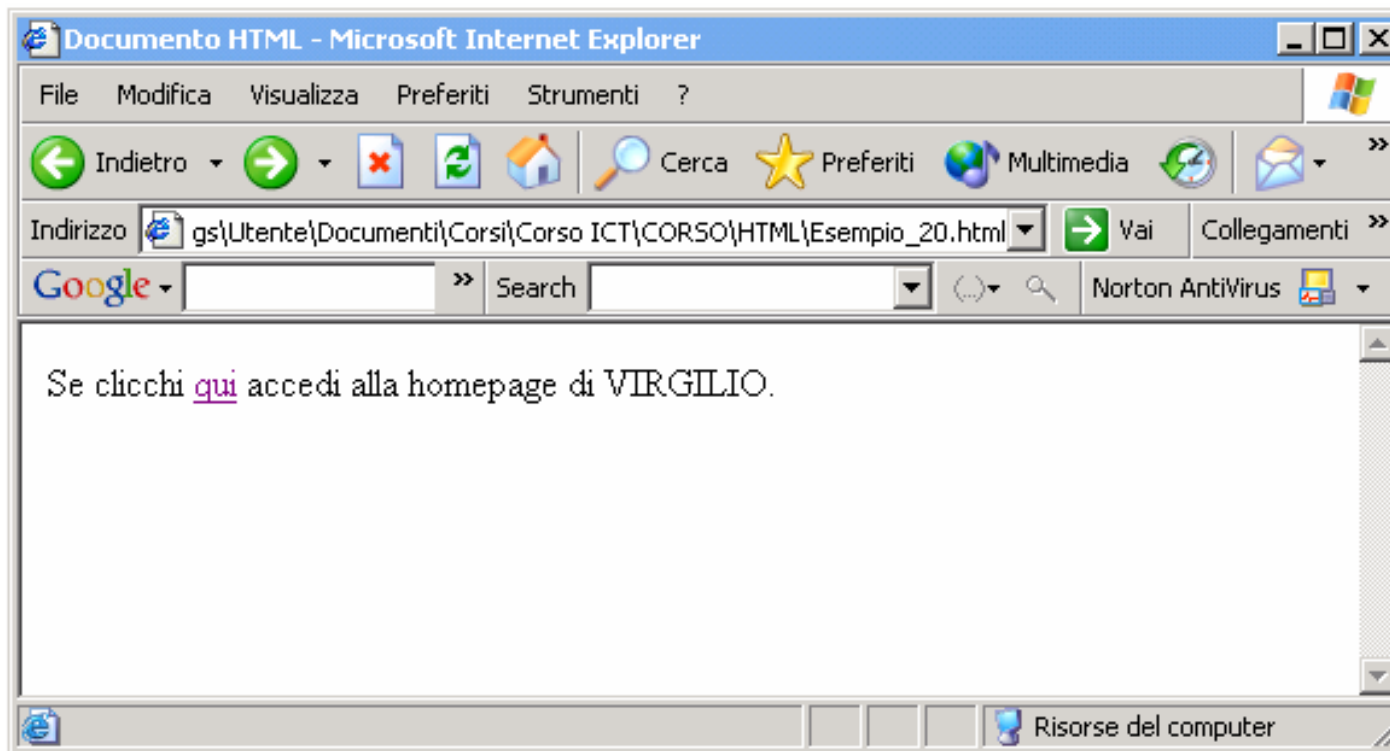 Documento HTML - Microsoft Internet Explorer
File Modifica Visualizza Preferiti Strumenti ?
Indietro Cerca Preferiti Multimedia »
Indirizzo gs\Utente\Documenti\Corsi\Corso ICT\CORSO\HTML\Esempio_20.html Vai Collegamenti »
Google » Search (...) Norton AntiVirus
Se clicchi qui accedi alla homepage di VIRGILIO.
Risorse del computer